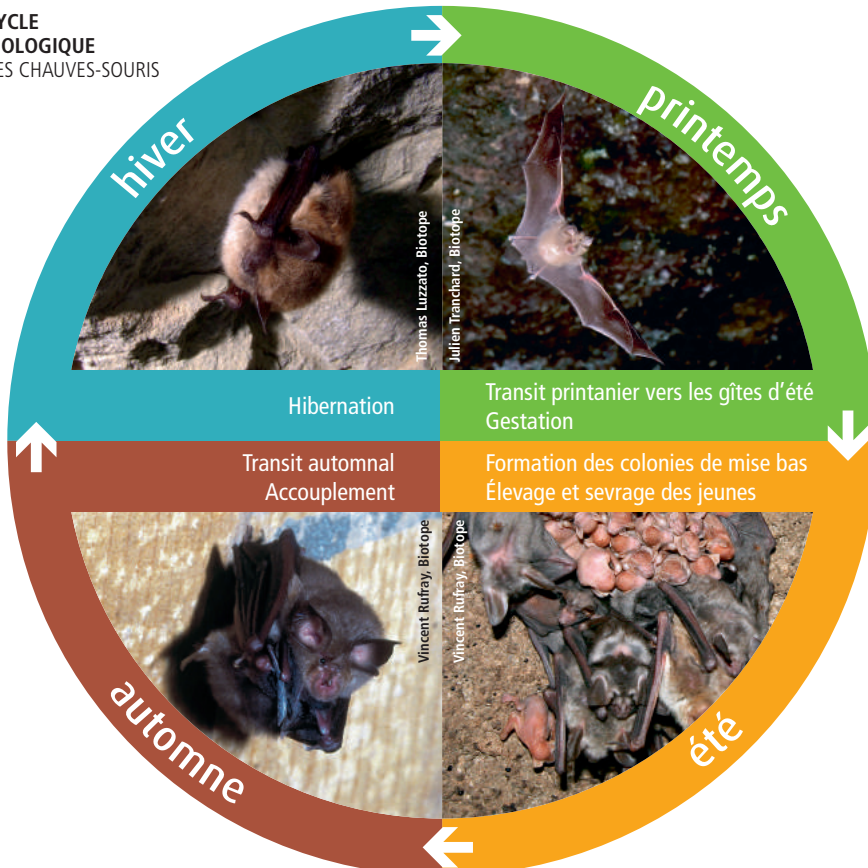 YCLE
OLOGIQUE
ES CHAUVES-SOURIS
hiver
printemps
Thomas Luzzato, Biotope
Julien Tranchard, Biotope
Hibernation
Transit printanier vers les gîtes d'été
Gestation
Transit automnal
Accouplement
Formation des colonies de mise bas
Élevage et sevrage des jeunes
Vincent Rufray, Biotope
Vincent Rufray, Biotope
automne
été